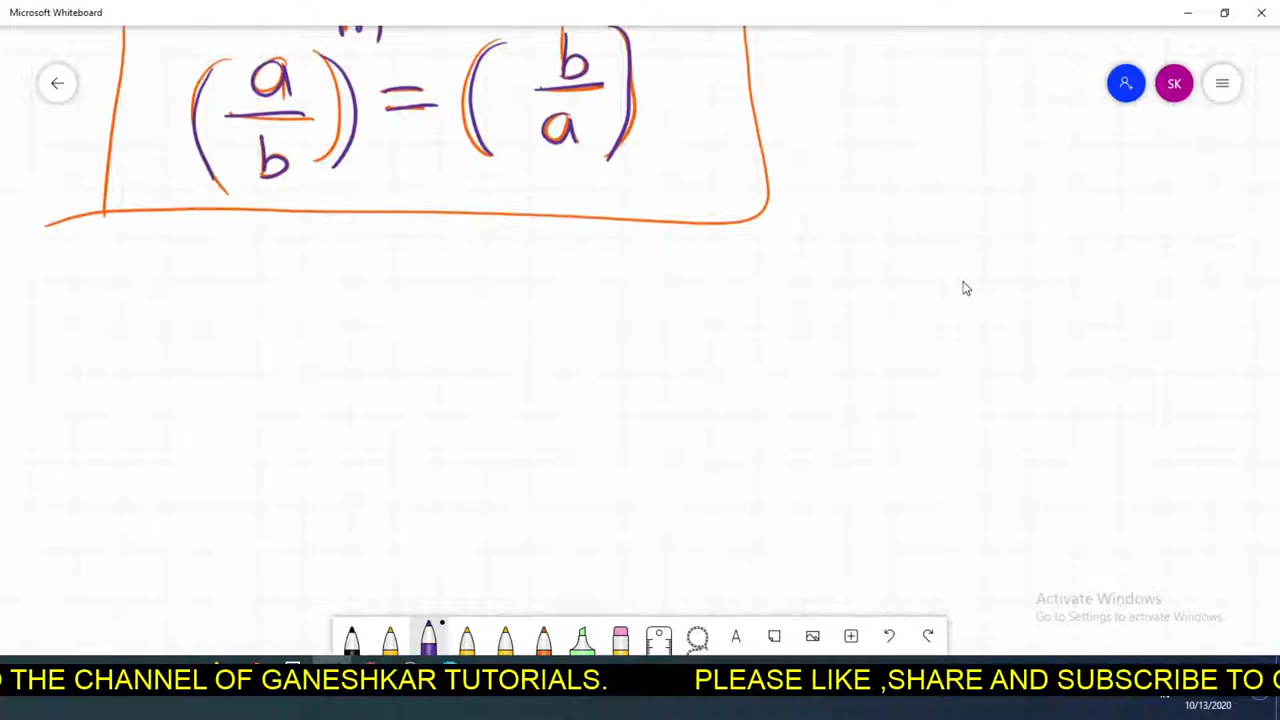 Microsoft Whiteboard
(a/b) = (b/a)
SK
Activate Windows
Go to Settings to activate Windows.
THE CHANNEL OF GANESHKAR TUTORIALS. PLEASE LIKE ,SHARE AND SUBSCRIBE TO
10/13/2020